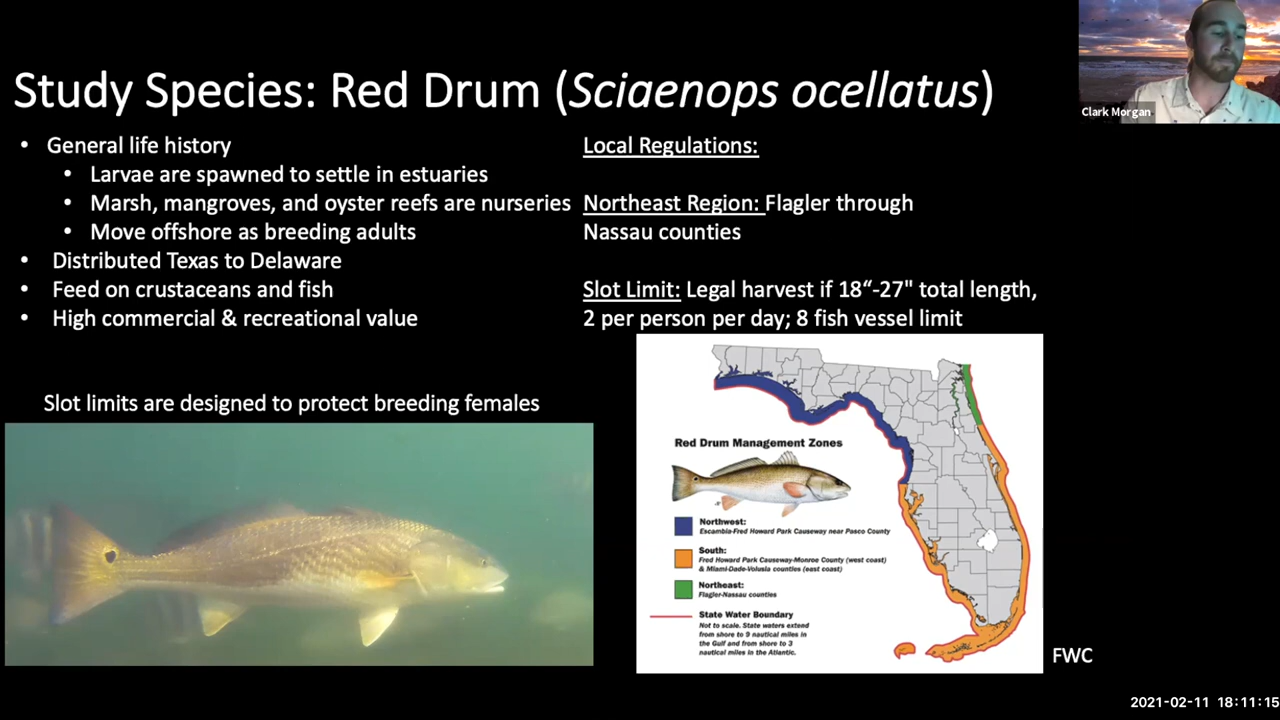 Clark Morgan
Study Species: Red Drum (Sciaenops ocellatus)
• General life history
• Larvae are spawned to settle in estuaries
• Marsh, mangroves, and oyster reefs are nurseries
• Move offshore as breeding adults
• Distributed Texas to Delaware
• Feed on crustaceans and fish
• High commercial & recreational value
Local Regulations:
Northeast Region: Flagler through
Nassau counties
Slot Limit: Legal harvest if 18“-27" total length,
2 per person per day; 8 fish vessel limit
Slot limits are designed to protect breeding females
Red Drum Management Zones
Northwest:
Escambia-Fred Howard Park Causeway near Pasco County
South:
Fred Howard Park Causeway-Monroe County (west coast)
& Miami-Dade-Volusia counties (east coast)
Northeast:
Flagler-Nassau counties
State Water Boundary
Not to scale. State waters extend
from shore to 9 nautical miles in
the Gulf and from shore to 3
nautical miles in the Atlantic.
FWC
2021-02-11 18:11:15